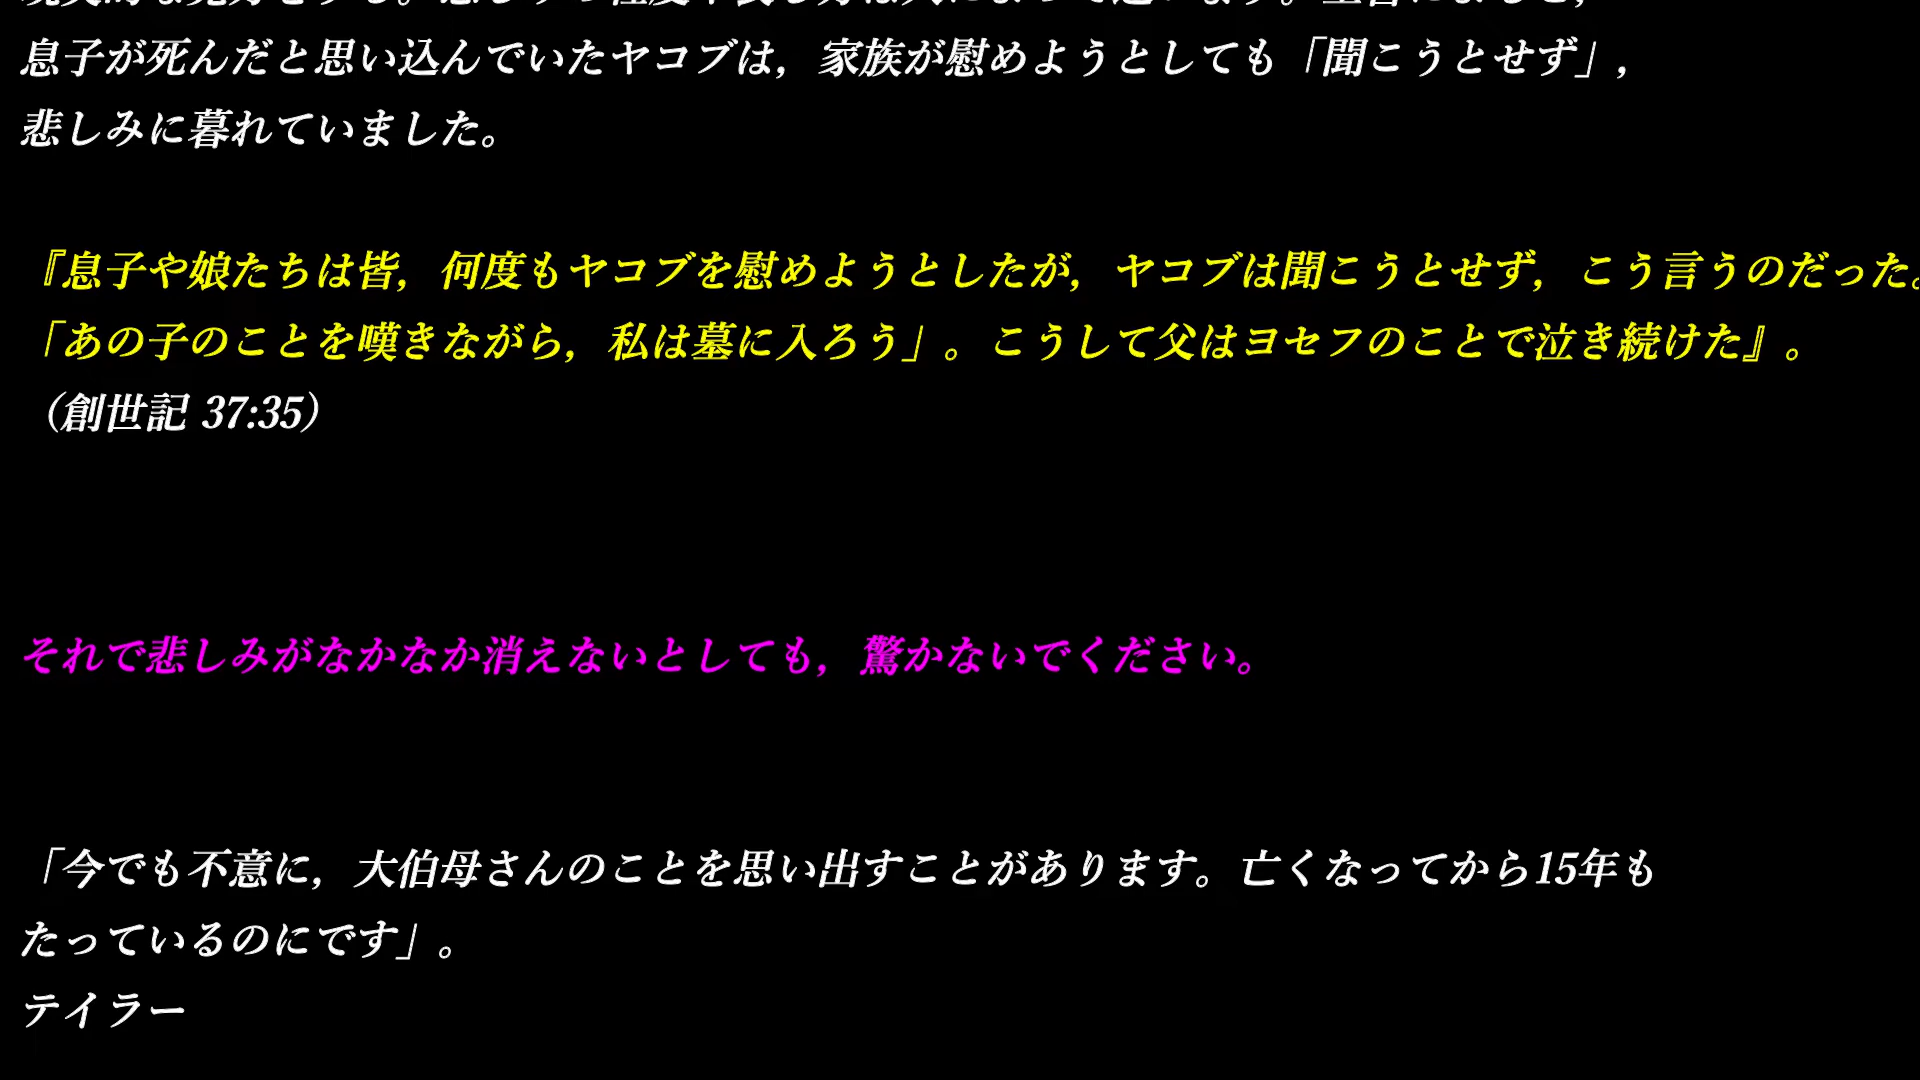 息子が死んだと思い込んでいたヤコブは，家族が慰めようとしても「聞こうとせず」，
悲しみに暮れていました。
『息子や娘たちは皆，何度もヤコブを慰めようとしたが，ヤコブは聞こうとせず，こう言うのだった。
「あの子のことを嘆きながら，私は墓に入ろう」。こうして父はヨセフのことで泣き続けた』。
（創世記 37:35）
それで悲しみがなかなか消えないとしても，驚かないでください。
「今でも不意に，大伯母さんのことを思い出すことがあります。亡くなってから15年も
たっているのにです」。
テイラー